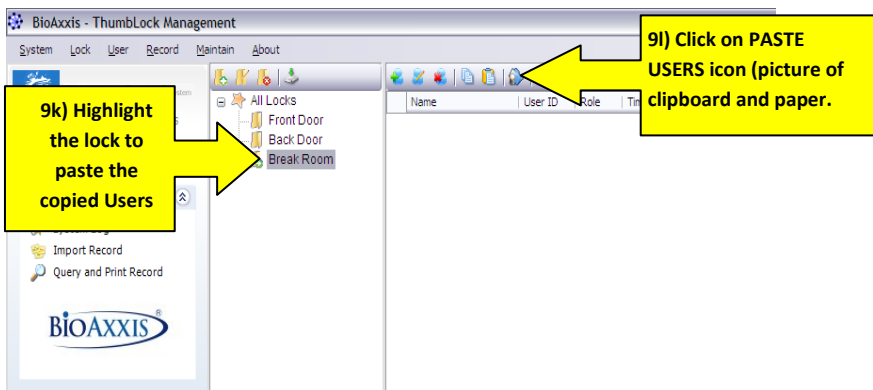 BioAxxis - ThumbLock Management
System Lock User Record Maintain About
9l) Click on PASTE
USERS icon (picture of
clipboard and paper.
9k) Highlight
the lock to
paste the
copied Users
All Locks
Front Door
Back Door
Break Room
Name User ID Role
Import Record
Query and Print Record
BIOAXXIS®